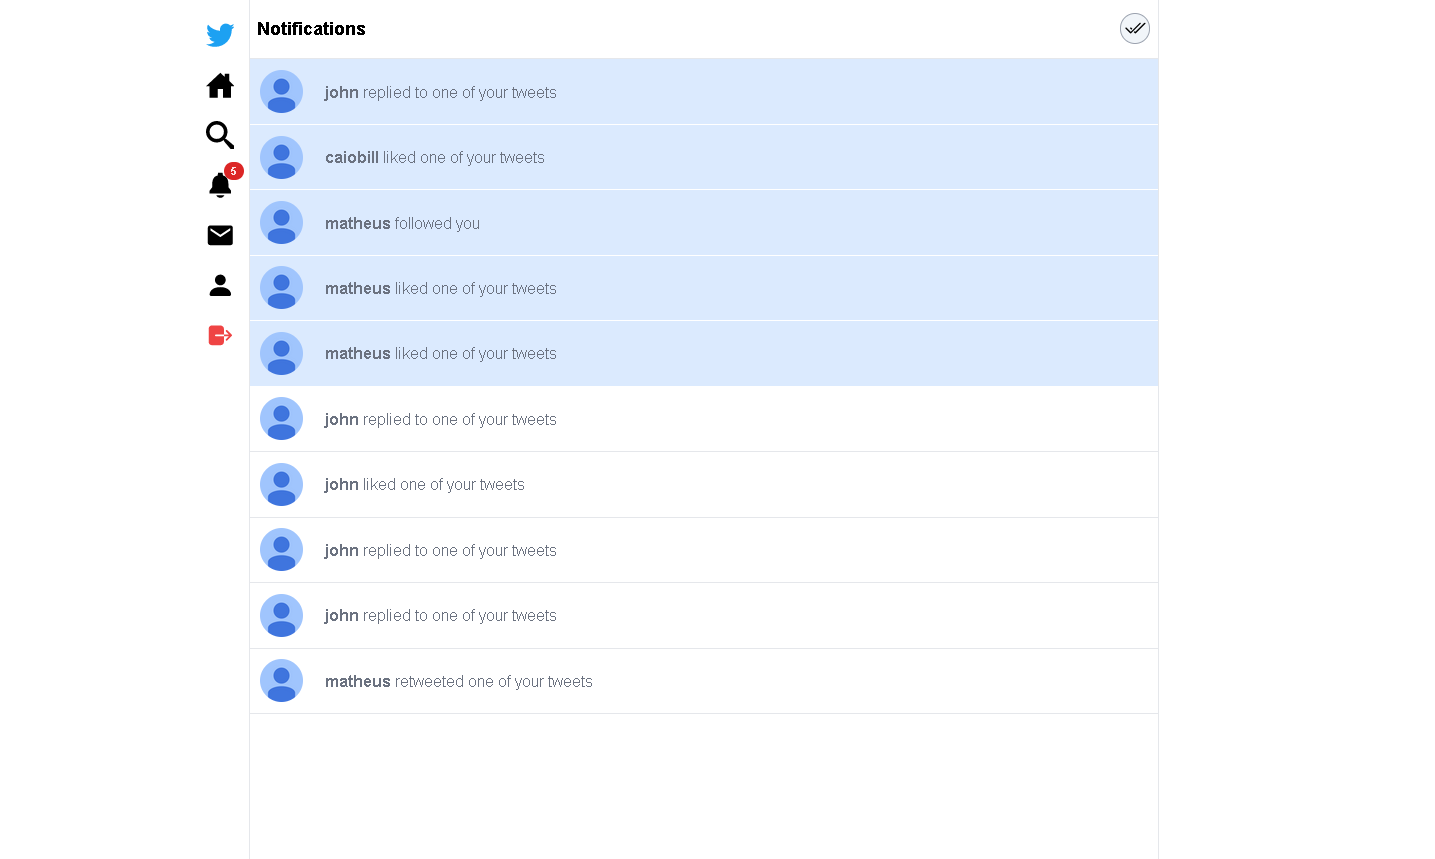 Notifications
john replied to one of your tweets
caiobill liked one of your tweets
5
matheus followed you
matheus liked one of your tweets
matheus liked one of your tweets
john replied to one of your tweets
john liked one of your tweets
john replied to one of your tweets
john replied to one of your tweets
matheus retweeted one of your tweets